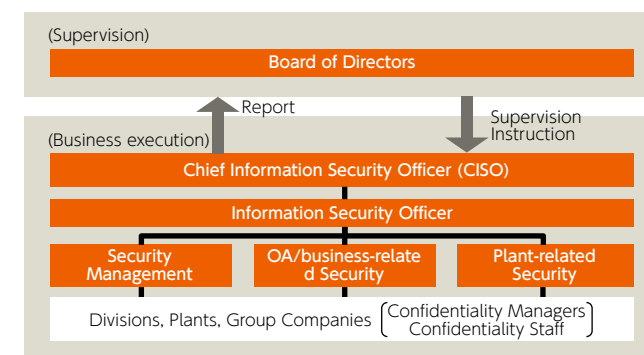 (Supervision)
Board of Directors
Report
Supervision
Instruction
(Business execution)
Chief Information Security Officer (CISO)
Information Security Officer
Security
Management
OA/business-relate
d Security
Plant-related
Security
Divisions, Plants, Group Companies
Confidentiality Managers
Confidentiality Staff